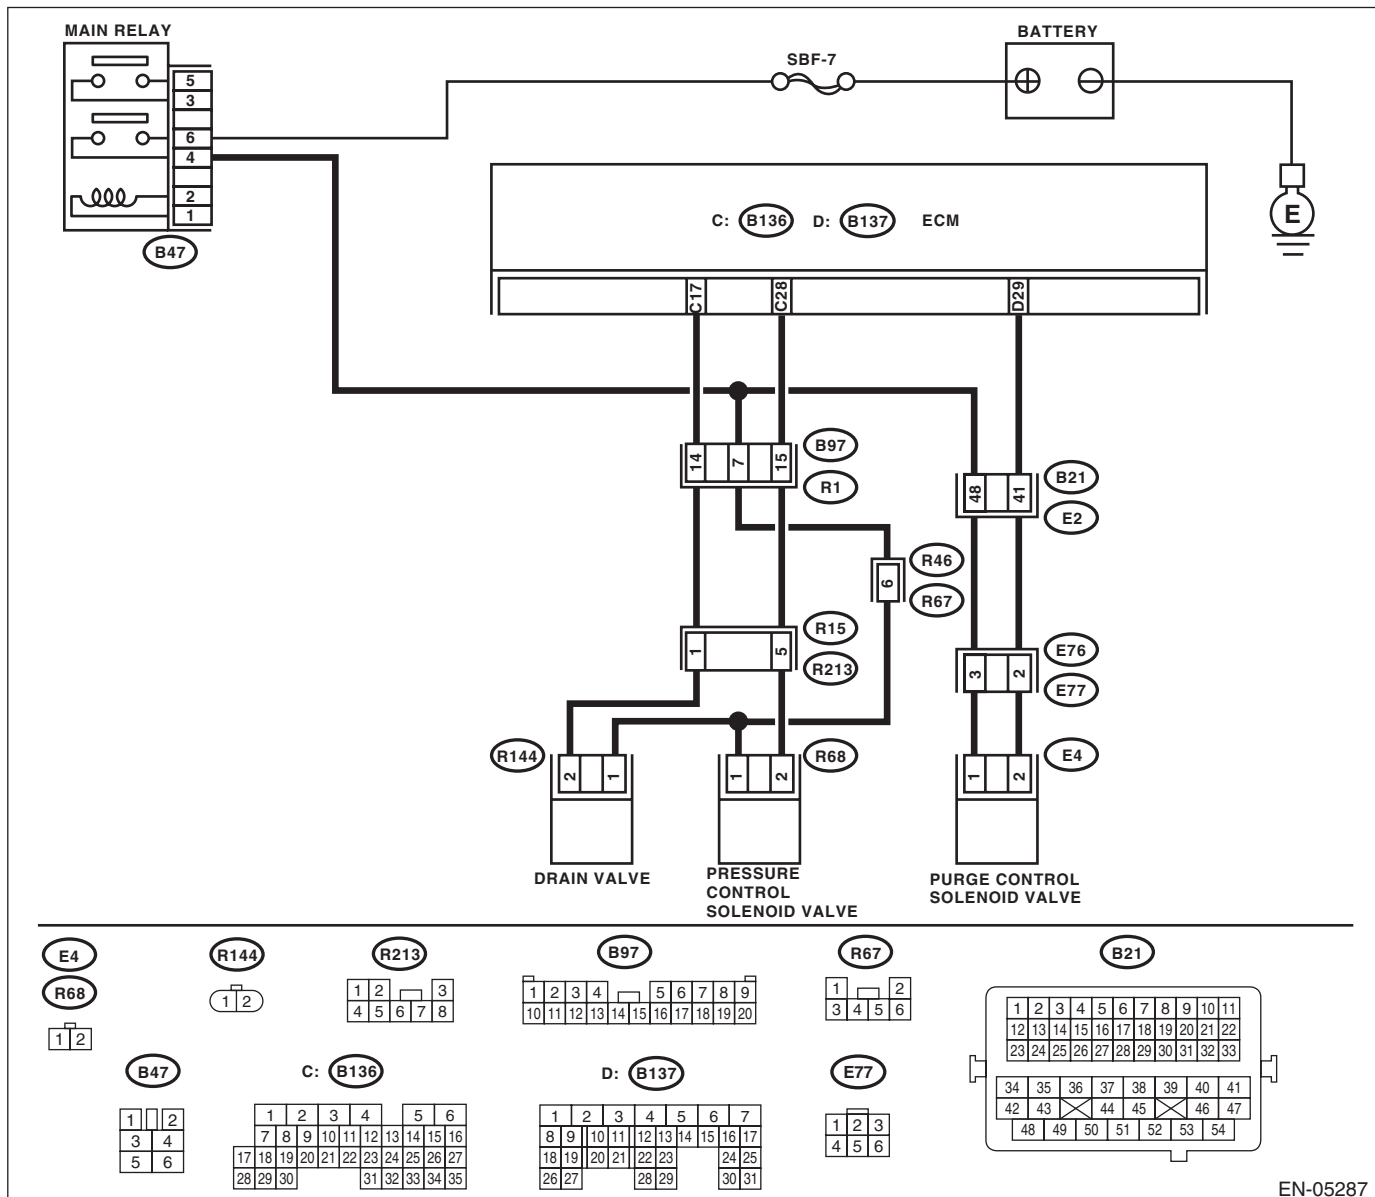 MAIN RELAY
BATTERY
SBF-7
5
3
6
4
2
1
B47
E
C: B136 D: B137 ECM
C17 C28 D29
14 7 15
B97
R1
48 41
B21
E2
6
R46
R67
1 5
R15
R213
3 2
E76
E77
R144
2 1
1 2
R68
1 2
E4
DRAIN VALVE
PRESSURE
CONTROL
SOLENOID VALVE
PURGE CONTROL
SOLENOID VALVE
E4
R68
1 2
R144
1 2
R213
1 2 3
4 5 6 7 8
B97
1 2 3 4 5 6 7 8 9
10 11 12 13 14 15 16 17 18 19 20
R67
1 2
3 4 5 6
B21
1 2 3 4 5 6 7 8 9 10 11
12 13 14 15 16 17 18 19 20 21 22
23 24 25 26 27 28 29 30 31 32 33
34 35 36 37 38 39 40 41
42 43 44 45 46 47
48 49 50 51 52 53 54
B47
1 2
3 4
5 6
C: B136
1 2 3 4 5 6
7 8 9 10 11 12 13 14 15 16
17 18 19 20 21 22 23 24 25 26 27
28 29 30 31 32 33 34 35
D: B137
1 2 3 4 5 6 7
8 9 10 11 12 13 14 15 16 17
18 19 20 21 22 23 24 25
26 27 28 29 30 31
E77
1 2 3
4 5 6
EN-05287